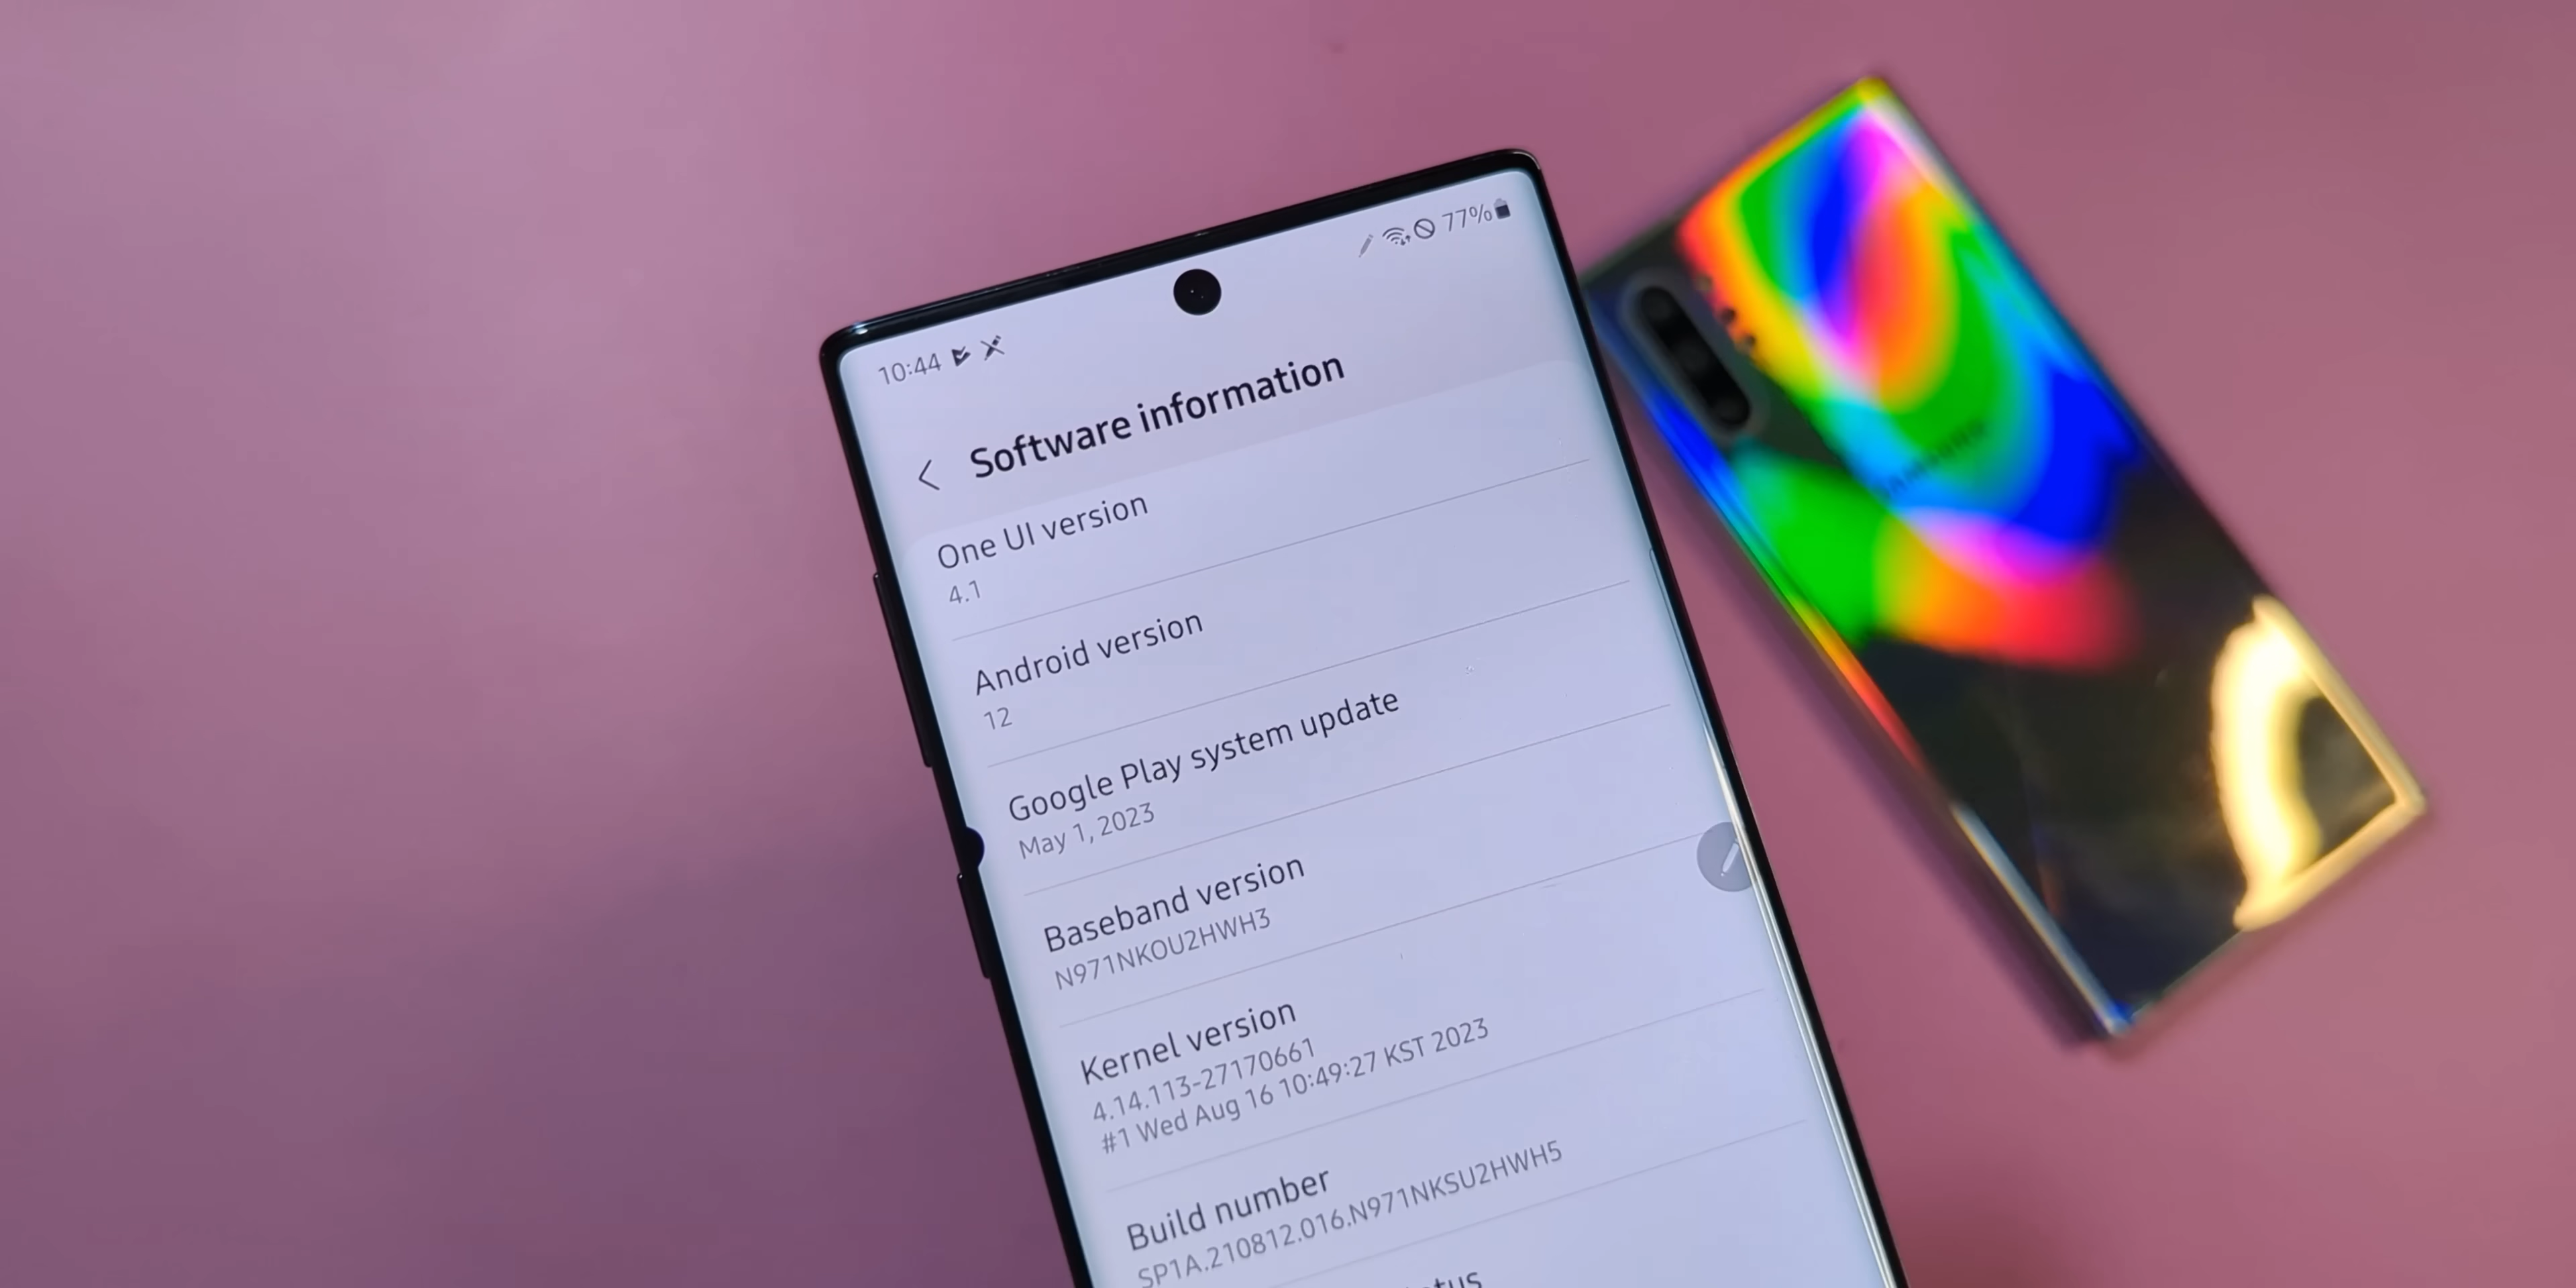 10:44
77%
Software information
One UI version
4.1
Android version
12
Google Play system update
May 1, 2023
Baseband version
N971NKOU2HWH3
Kernel version
4.14.113-27170661
#1 Wed Aug 16 10:49:27 KST 2023
Build number
SP1A.210812.016.N971NKSU2HWH5
SAMSUNG